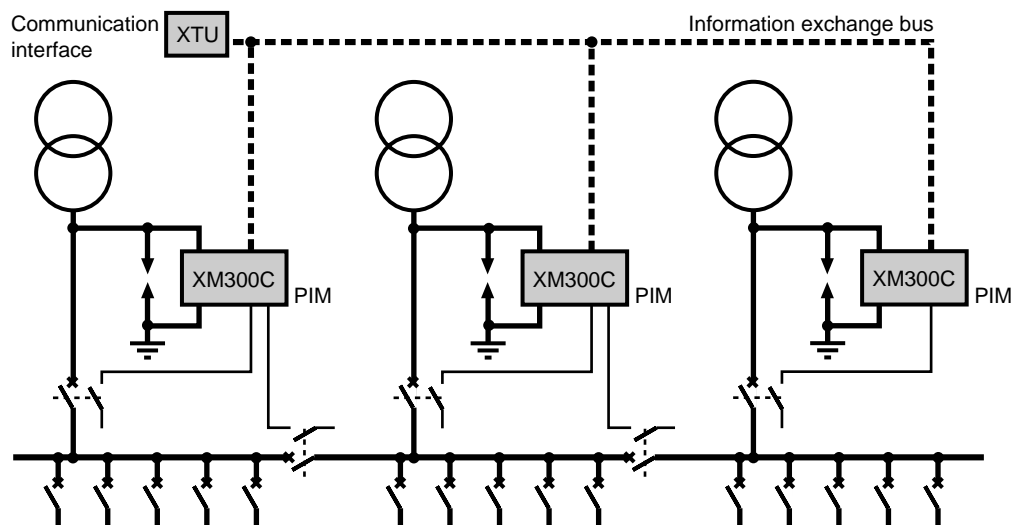 Communication
interface
XTU
Information exchange bus
XM300C
PIM
XM300C
PIM
XM300C
PIM